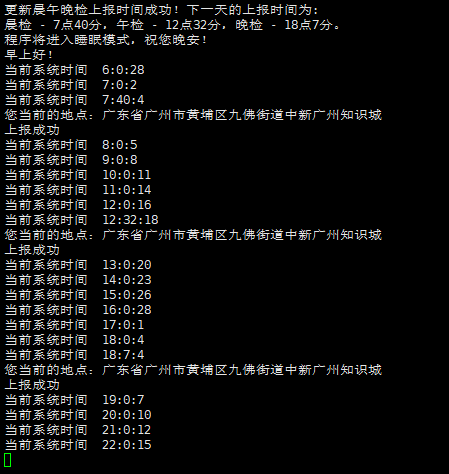 更新晨午晚检上报时间成功！下一天的上报时间为：
晨检 - 7点40分，午检 - 12点32分，晚检 - 18点7分。
程序将进入睡眠模式，祝您晚安！
早上好！
当前系统时间  6:0:28
当前系统时间  7:0:2
当前系统时间  7:40:4
您当前的地点：广东省广州市黄埔区九佛街道中新广州知识城
上报成功
当前系统时间  8:0:5
当前系统时间  9:0:8
当前系统时间  10:0:11
当前系统时间  11:0:14
当前系统时间  12:0:16
当前系统时间  12:32:18
您当前的地点：广东省广州市黄埔区九佛街道中新广州知识城
上报成功
当前系统时间  13:0:20
当前系统时间  14:0:23
当前系统时间  15:0:26
当前系统时间  16:0:28
当前系统时间  17:0:1
当前系统时间  18:0:4
当前系统时间  18:7:4
您当前的地点：广东省广州市黄埔区九佛街道中新广州知识城
上报成功
当前系统时间  19:0:7
当前系统时间  20:0:10
当前系统时间  21:0:12
当前系统时间  22:0:15